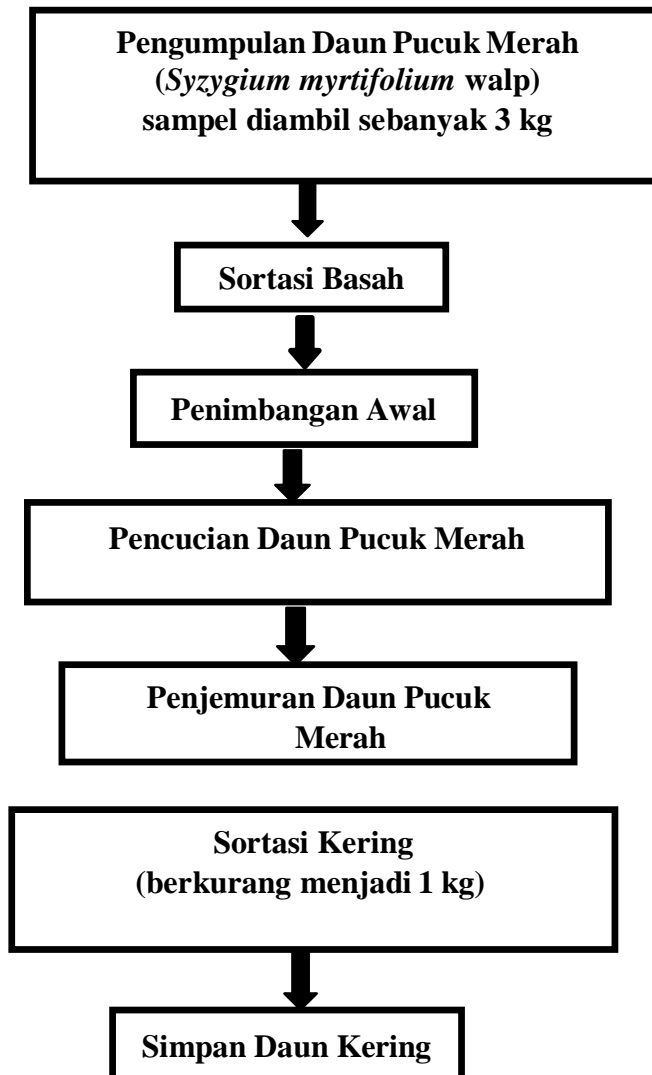 Pengumpulan Daun Pucuk Merah
(Syzygium myrtifolium walp)
sampel diambil sebanyak 3 kg
Sortasi Basah
Penimbangan Awal
Pencucian Daun Pucuk Merah
Penjemuran Daun Pucuk
Merah
Sortasi Kering
(berkurang menjadi 1 kg)
Simpan Daun Kering